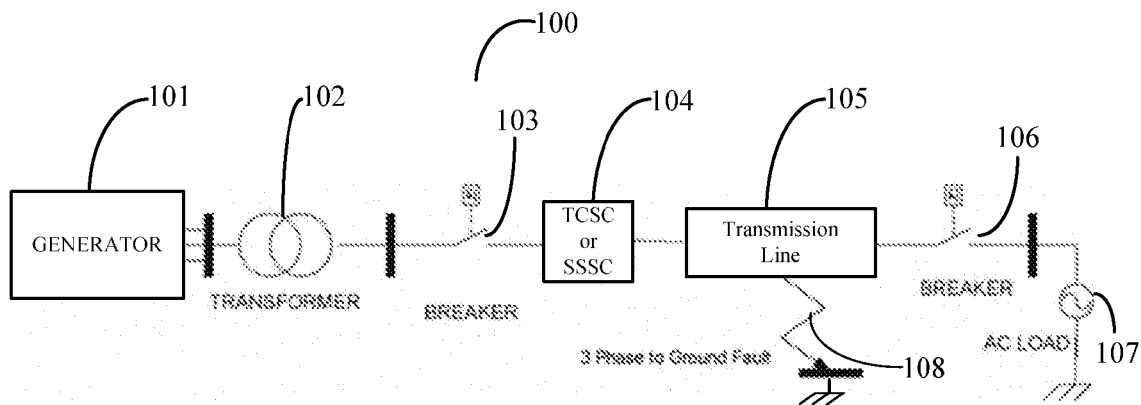 100
101
102
103
104
105
106
GENERATOR
TCSC
or
SSSC
Transmission
Line
TRANSFORMER
BREAKER
BREAKER
3 Phase to Ground Fault
108
AC LOAD
107